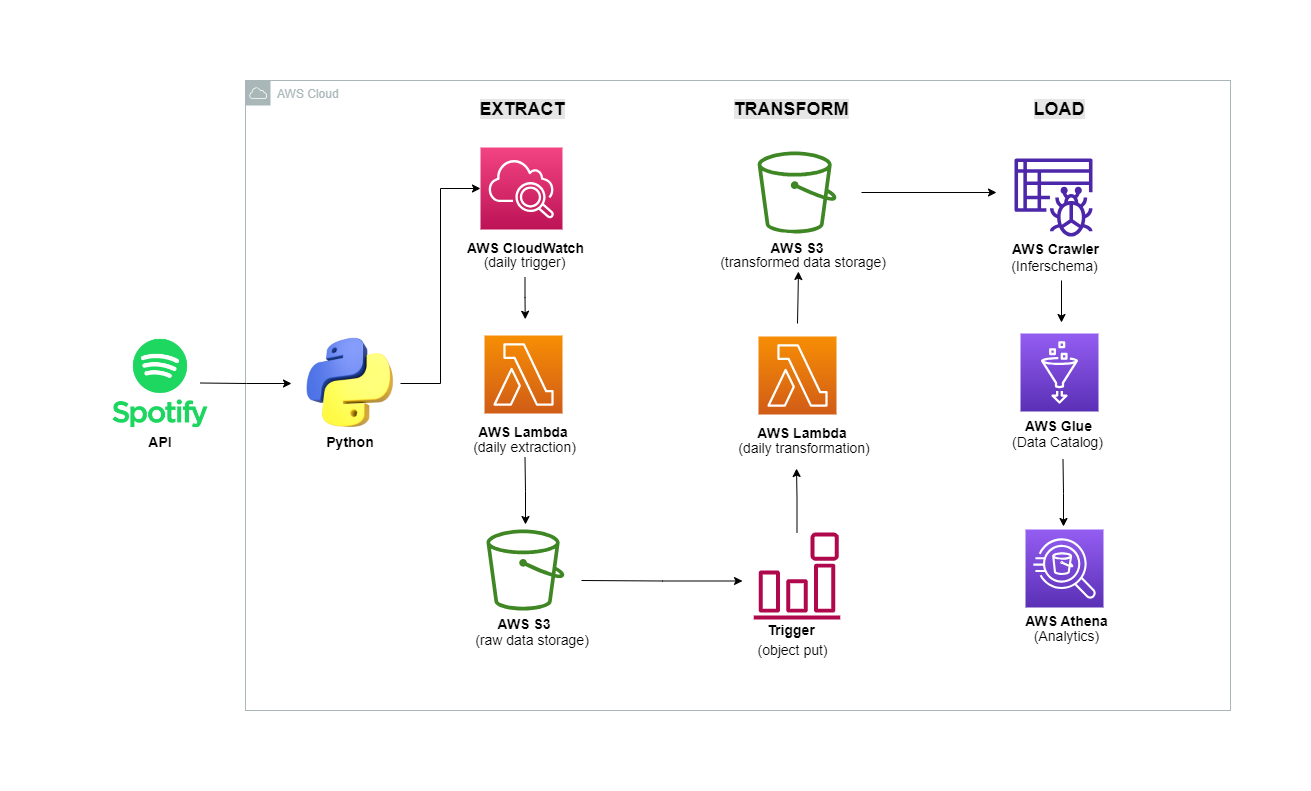 AWS Cloud
EXTRACT
TRANSFORM
LOAD
AWS CloudWatch
(daily trigger)
AWS S3
(transformed data storage)
AWS Crawler
(Inferschema)
Spotify
API
Python
AWS Lambda
(daily extraction)
AWS Lambda
(daily transformation)
AWS Glue
(Data Catalog)
AWS S3
(raw data storage)
Trigger
(object put)
AWS Athena
(Analytics)